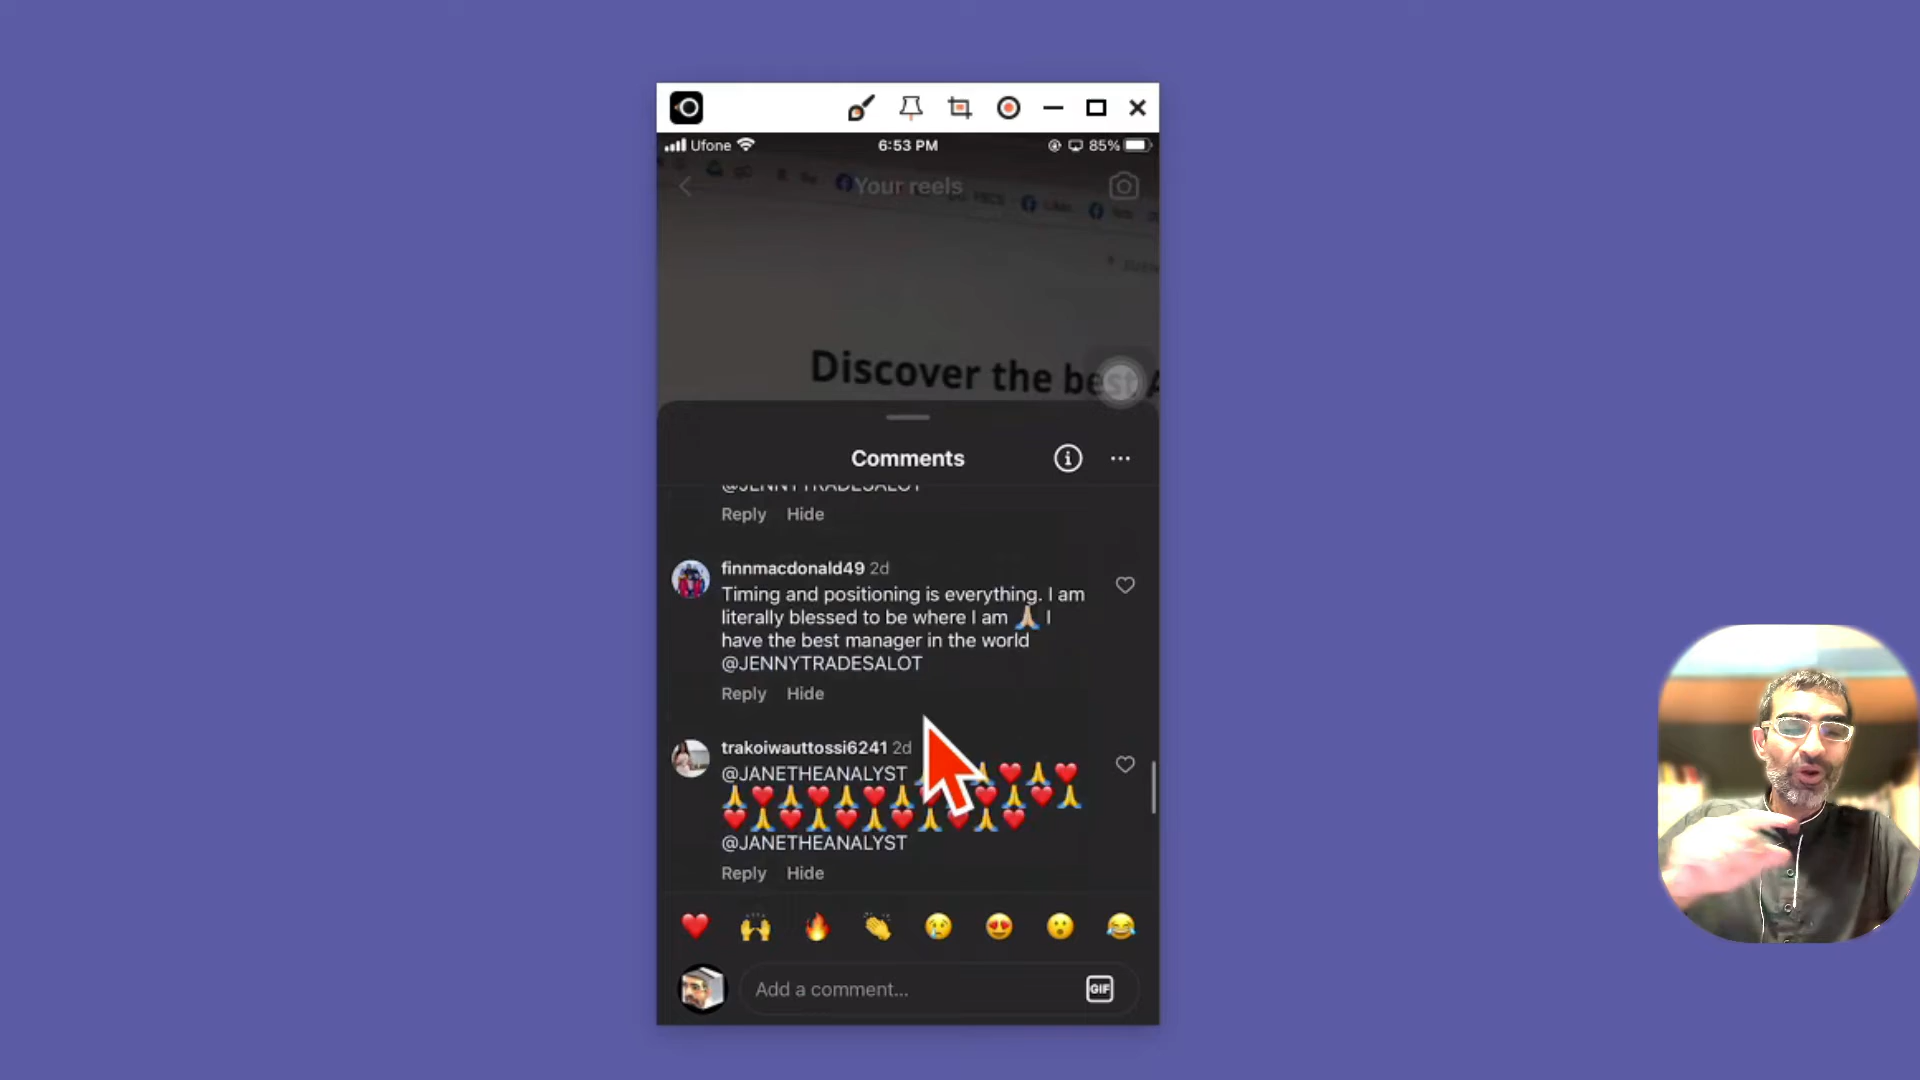 Ufone
6:53 PM
85%
Your reels
Discover the best
Comments
@JENNYTRADESALOT
Reply Hide
finnmacdonald49 2d
Timing and positioning is everything. I am
literally blessed to be where I am 🙏🏼 I
have the best manager in the world
@JENNYTRADESALOT
Reply Hide
trakoiwauttossi6241 2d
@JANETHEANALYST
@JANETHEANALYST
Reply Hide
Add a comment...
GIF